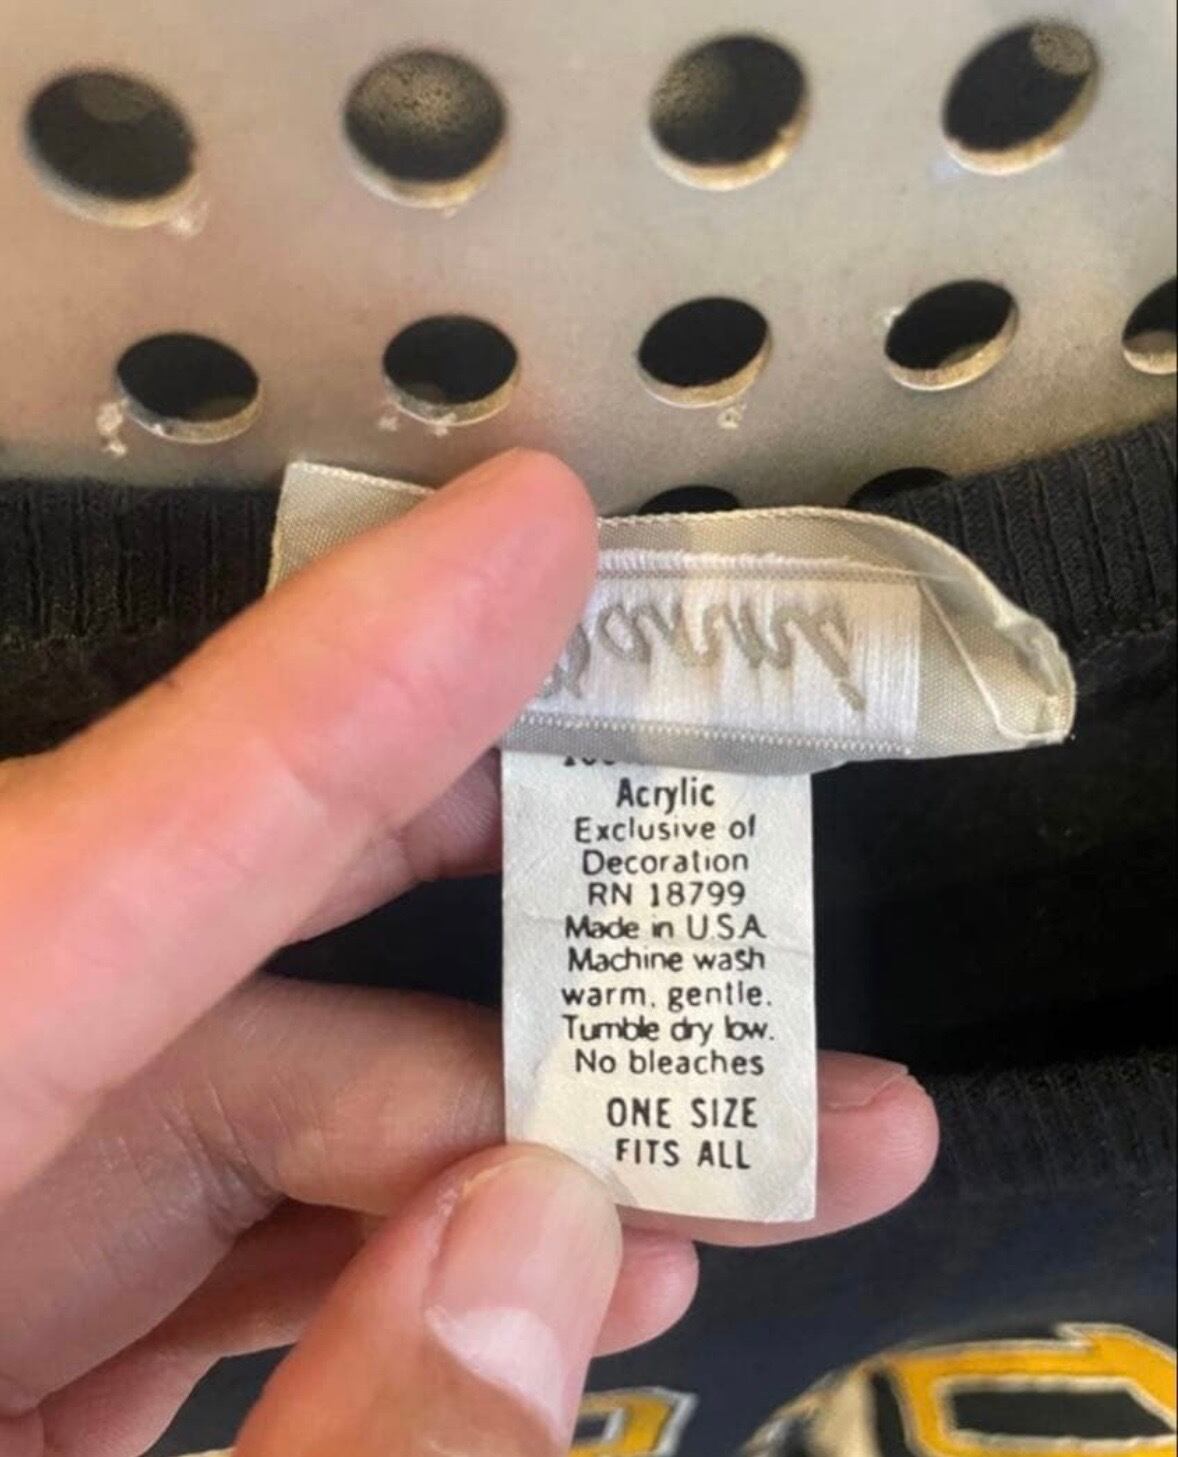 Acrylic
Exclusive of
Decoration
RN 18799
Made in U.S.A.
Machine wash
warm, gentle.
Tumble dry low.
No bleaches
ONE SIZE
FITS ALL